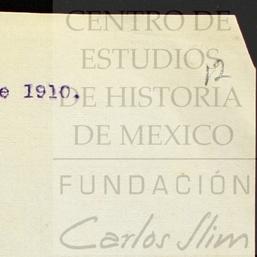 CENTRO DE
ESTUDIOS
12
e 1910.
DE HISTORIA
DE MEXICO
FUNDACIÓN
Carlos Slim